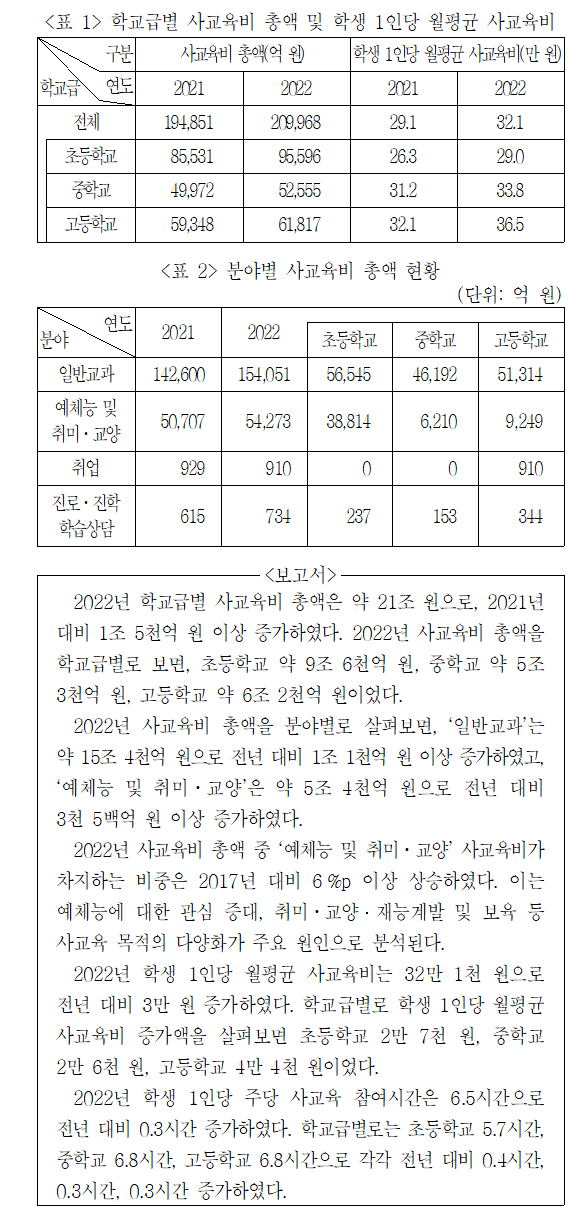 <표 1> 학교급별 사교육비 총액 및 학생 1인당 월평균 사교육비
구분 사교육비 총액(억 원) 학생 1인당 월평균 사교육비(만 원)
학교급 연도 2021 2022 2021 2022
전체 194,851 209,968 29.1 32.1
초등학교 85,531 95,596 26.3 29.0
중학교 49,972 52,555 31.2 33.8
고등학교 59,348 61,817 32.1 36.5
<표 2> 분야별 사교육비 총액 현황
(단위: 억 원)
분야 연도 2021 2022 초등학교 중학교 고등학교
일반교과 142,600 154,051 56,545 46,192 51,314
예체능 및
취미·교양 50,707 54,273 38,814 6,210 9,249
취업 929 910 0 0 910
진로·진학
학습상담 615 734 237 153 344
<보고서>
2022년 학교급별 사교육비 총액은 약 21조 원으로, 2021년
대비 1조 5천억 원 이상 증가하였다. 2022년 사교육비 총액을
학교급별로 보면, 초등학교 약 9조 6천억 원, 중학교 약 5조
3천억 원, 고등학교 약 6조 2천억 원이었다.
2022년 사교육비 총액을 분야별로 살펴보면, ‘일반교과’는
약 15조 4천억 원으로 전년 대비 1조 1천억 원 이상 증가하였고,
‘예체능 및 취미·교양’은 약 5조 4천억 원으로 전년 대비
3천 5백억 원 이상 증가하였다.
2022년 사교육비 총액 중 ‘예체능 및 취미·교양’ 사교육비가
차지하는 비중은 2017년 대비 6 %p 이상 상승하였다. 이는
예체능에 대한 관심 증대, 취미·교양·재능계발 및 보육 등
사교육 목적의 다양화가 주요 원인으로 분석된다.
2022년 학생 1인당 월평균 사교육비는 32만 1천 원으로
전년 대비 3만 원 증가하였다. 학교급별로 학생 1인당 월평균
사교육비 증가액을 살펴보면 초등학교 2만 7천 원, 중학교
2만 6천 원, 고등학교 4만 4천 원이었다.
2022년 학생 1인당 주당 사교육 참여시간은 6.5시간으로
전년 대비 0.3시간 증가하였다. 학교급별로는 초등학교 5.7시간,
중학교 6.8시간, 고등학교 6.8시간으로 각각 전년 대비 0.4시간,
0.3시간, 0.3시간 증가하였다.